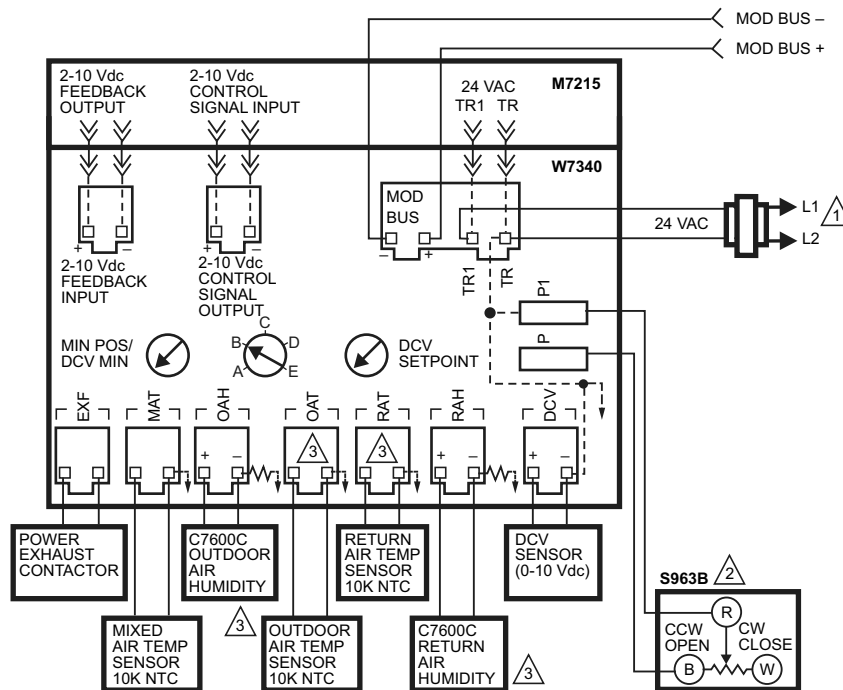 MOD BUS –
MOD BUS +
2-10 Vdc
FEEDBACK
OUTPUT
2-10 Vdc
CONTROL
SIGNAL INPUT
24 VAC
TR1 TR
M7215
W7340
MOD
BUS
24 VAC
L1
1
L2
+ –
+ –
– +
2-10 Vdc
FEEDBACK
INPUT
2-10 Vdc
CONTROL
SIGNAL
OUTPUT
TR1
TR
P1
P
MIN POS/
DCV MIN
A
B
C
D
E
DCV
SETPOINT
EXF
MAT
OAH
OAT
RAT
RAH
DCV
+ –
3
3
+ –
+ –
POWER
EXHAUST
CONTACTOR
C7600C
OUTDOOR
AIR
HUMIDITY
3
RETURN
AIR TEMP
SENSOR
10K NTC
DCV
SENSOR
(0-10 Vdc)
MIXED
AIR TEMP
SENSOR
10K NTC
OUTDOOR
AIR TEMP
SENSOR
10K NTC
C7600C
RETURN
AIR
HUMIDITY
3
S963B
2
R
CCW
OPEN
CW
CLOSE
B
W